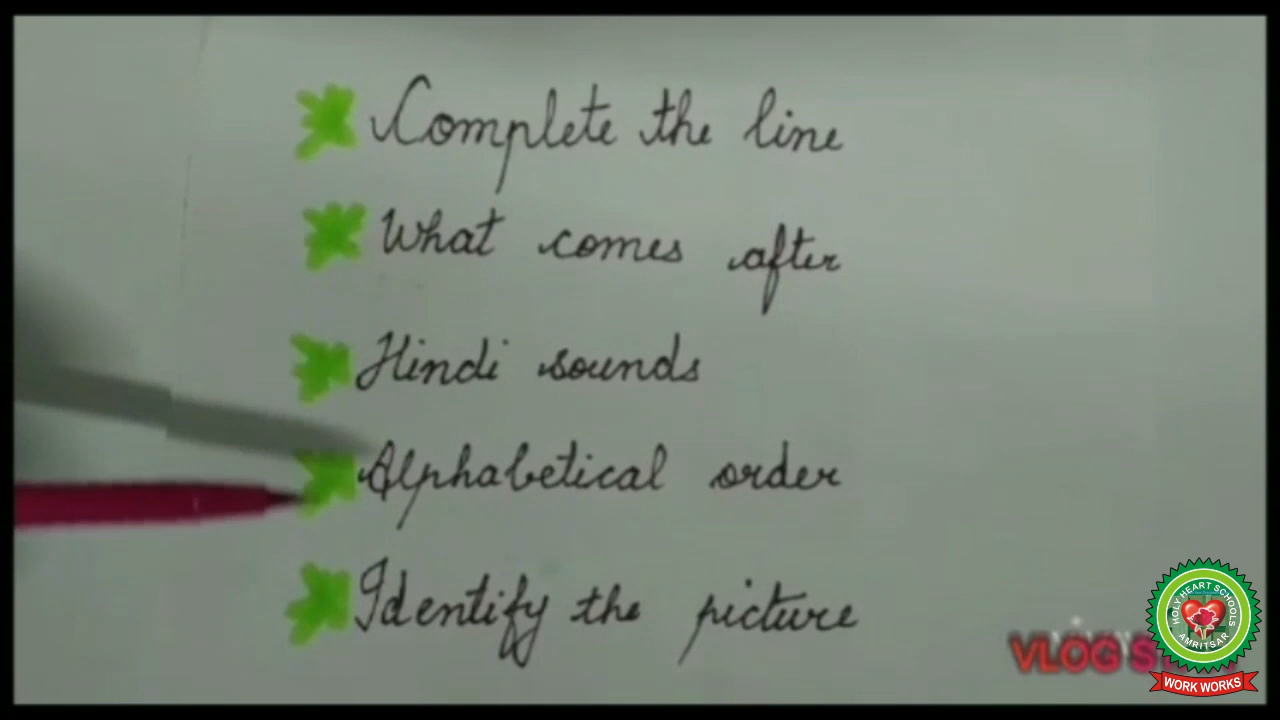 Complete the line
What comes after
Hindi sounds
Alphabetical order
Identify the picture
HOLY HEART SCHOOLS
AMRITSAR
VLOG S
WORK WORKS